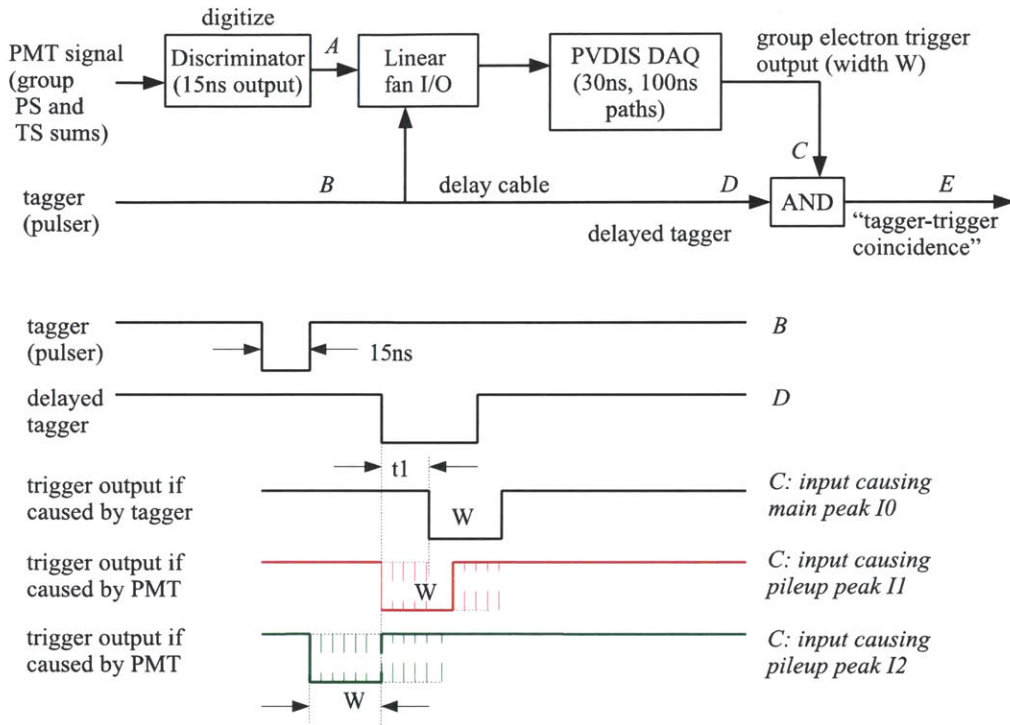 digitize
PMT signal
(group
PS and
TS sums)
Discriminator
(15ns output)
A
Linear
fan I/O
PVDIS DAQ
(30ns, 100ns
paths)
group electron trigger
output (width W)
C
tagger
(pulser)
B
delay cable
D
delayed tagger
AND
E
“tagger-trigger
coincidence”
tagger
(pulser)
15ns
B
delayed
tagger
D
t1
trigger output if
caused by tagger
W
C: input causing
main peak I0
trigger output if
caused by PMT
W
C: input causing
pileup peak I1
trigger output if
caused by PMT
W
C: input causing
pileup peak I2